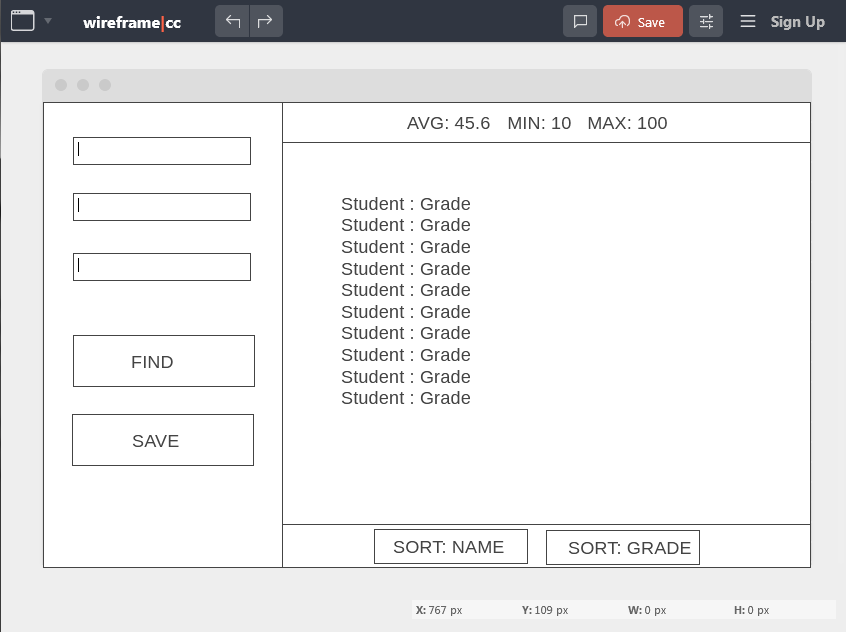 wireframe|cc
Save
Sign Up
AVG: 45.6 MIN: 10 MAX: 100
Student : Grade
Student : Grade
Student : Grade
Student : Grade
Student : Grade
Student : Grade
Student : Grade
Student : Grade
Student : Grade
Student : Grade
FIND
SAVE
SORT: NAME
SORT: GRADE
X: 767 px Y: 109 px W: 0 px H: 0 px